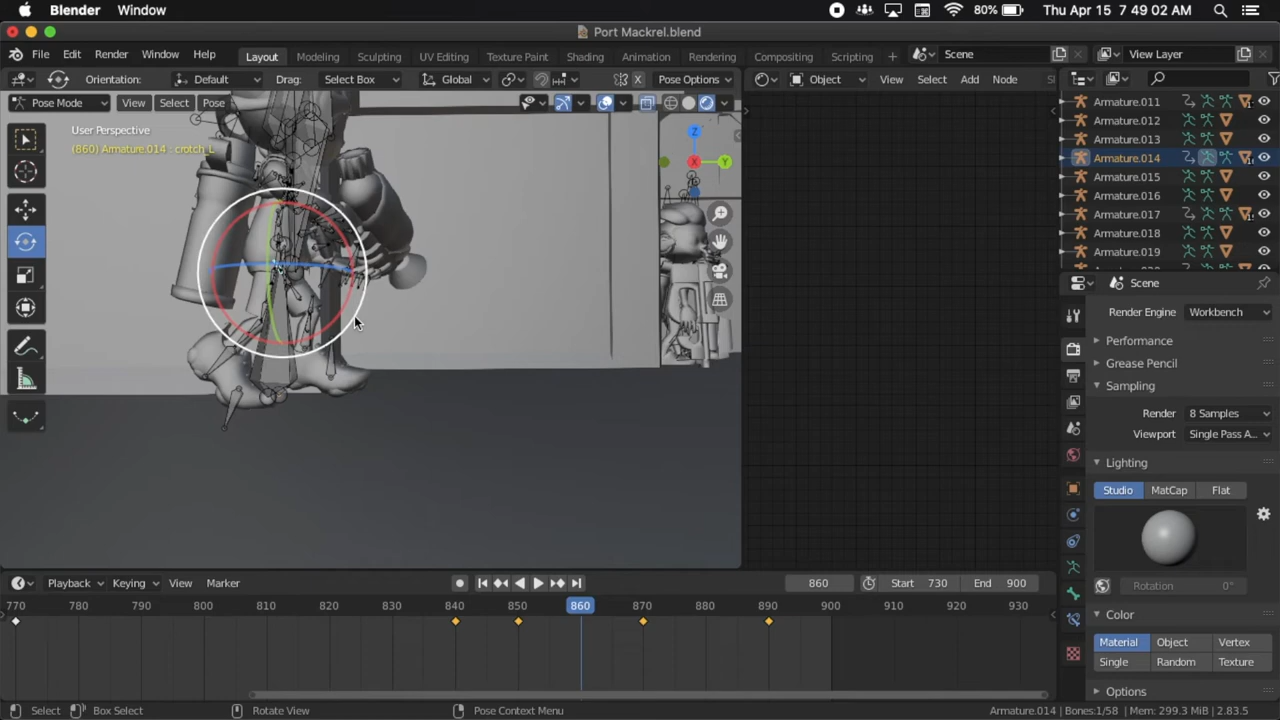 Blender Window 80% Thu Apr 15 7 49 02 AM
Port Mackrel.blend
File Edit Render Window Help Layout Modeling Sculpting UV Editing Texture Paint Shading Animation Rendering Compositing Scripting Scene View Layer
Orientation: Default Drag: Select Box Global Pose Options Object View Select Add Node
Pose Mode View Select Pose
User Perspective
(860) Armature.014 : crotch_L
Z
X
Y
Armature.011
Armature.012
Armature.013
Armature.014
Armature.015
Armature.016
Armature.017
Armature.018
Armature.019
Scene
Render Engine Workbench
Performance
Grease Pencil
Sampling
Render 8 Samples
Viewport Single Pass A...
Lighting
Studio MatCap Flat
Rotation 0°
Color
Material Object Vertex
Single Random Texture
Options
Playback Keying View Marker 860 Start 730 End 900
770 780 790 800 810 820 830 840 850 860 870 880 890 900 910 920 930
Select Box Select Rotate View Pose Context Menu Armature.014 | Bones:1/58 | Mem: 299.3 MiB | 2.83.5